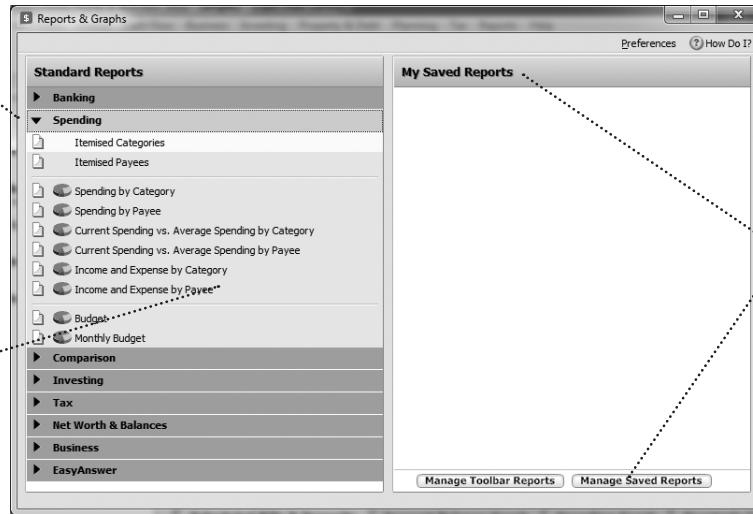 Reports & Graphs
Preferences ? How Do I?
Standard Reports
Banking
Spending
Itemised Categories
Itemised Payees
Spending by Category
Spending by Payee
Current Spending vs. Average Spending by Category
Current Spending vs. Average Spending by Payee
Income and Expense by Category
Income and Expense by Payee
Budget
Monthly Budget
Comparison
Investing
Tax
Net Worth & Balances
Business
EasyAnswer
My Saved Reports
Manage Toolbar Reports Manage Saved Reports